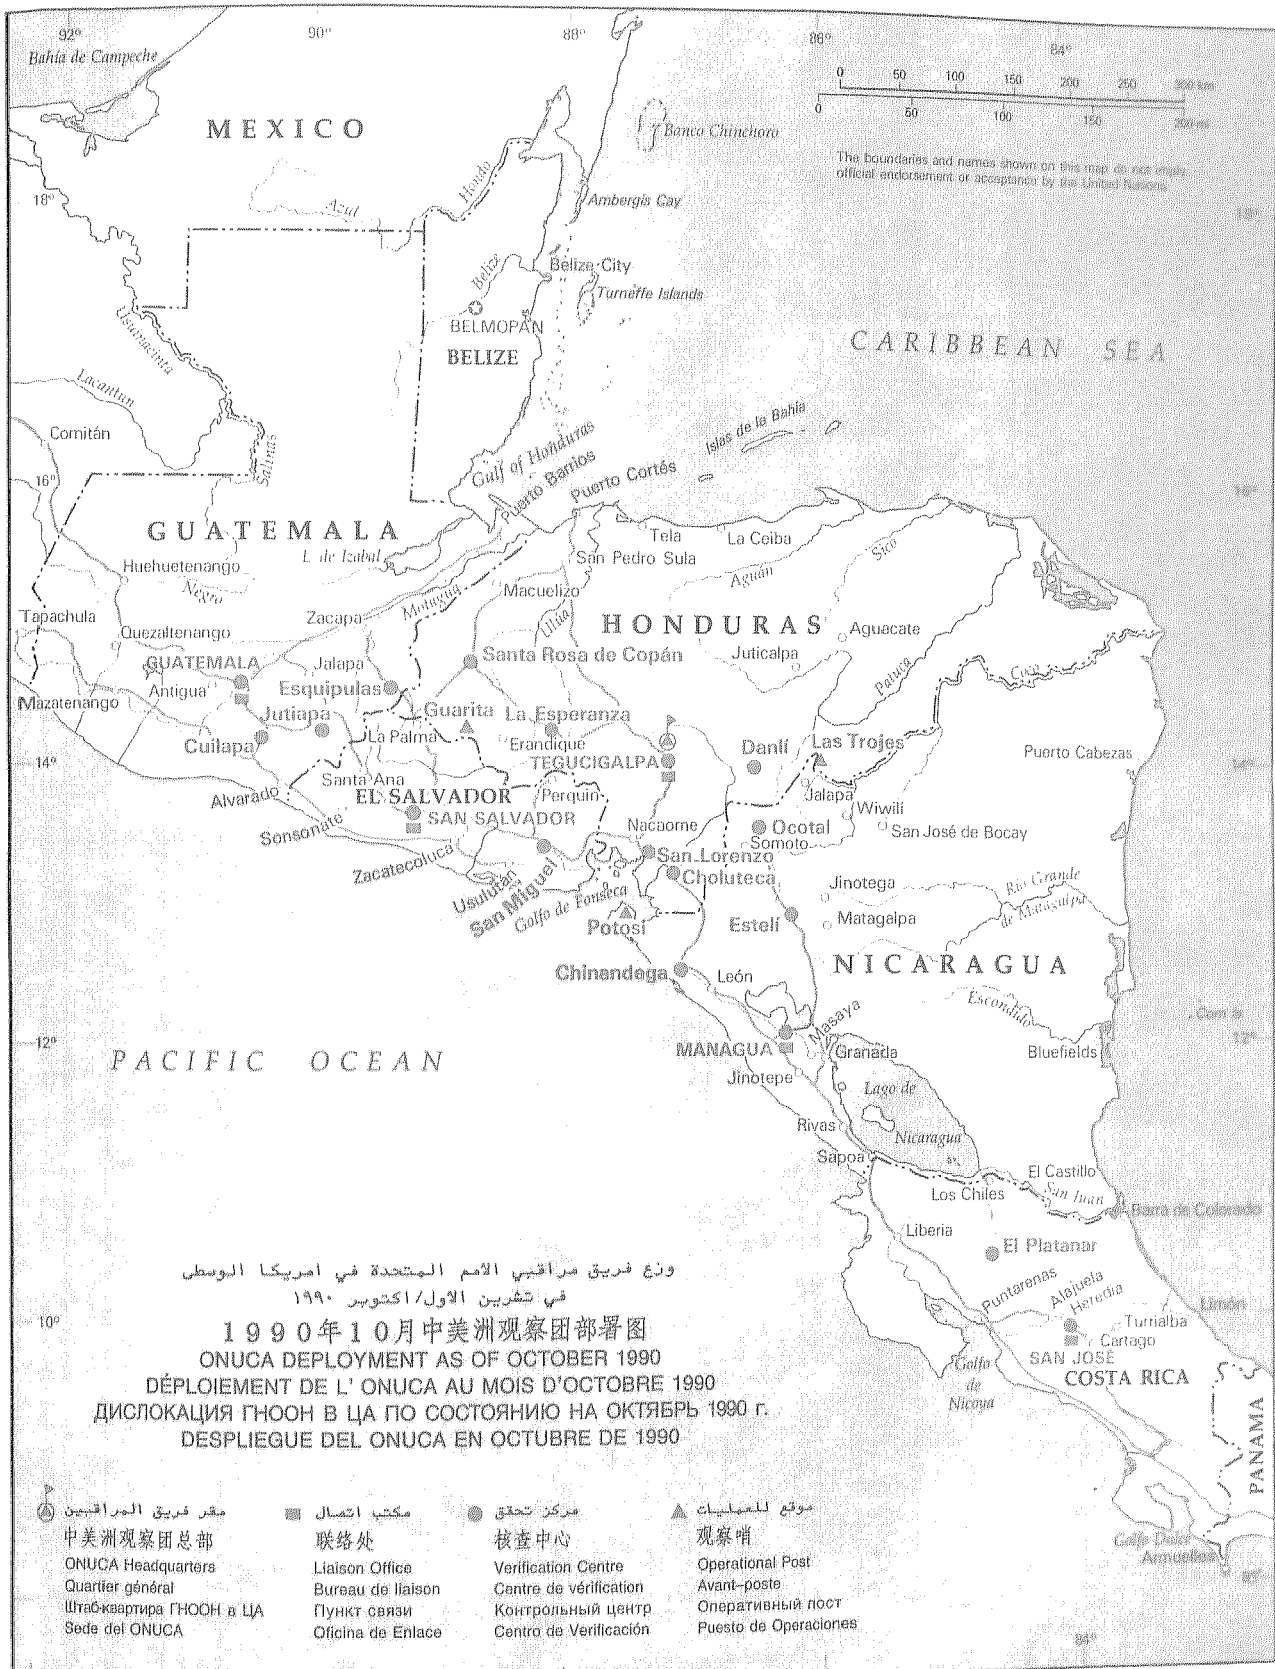 92°
90°
88°
86°
84°
Bahía de Campeche
0 50 100 150 200 250 300 km
0 50 100 150 200 mi
MEXICO
Banco Chinchoro
The boundaries and names shown on this map do not imply
official endorsement or acceptance by the United Nations.
18°
Hondo
Azul
Ambergis Cay
18°
Belize City
Belize
Turneffe Islands
BELMOPAN
BELIZE
Usumacinta
CARIBBEAN SEA
Lacantun
Comitán
Salinas
Islas de la Bahía
Gulf of Honduras
Puerto Barrios
Puerto Cortés
16°
16°
GUATEMALA
L. de Izabal
Tela
La Ceiba
San Pedro Sula
Sico
Huehuetenango
Negro
Motagua
Macuelizo
Aguán
Tapachula
Zacapa
Ulúa
HONDURAS
Aguacate
Quezaltenango
GUATEMALA
Jalapa
Santa Rosa de Copán
Juticalpa
Patuca
Coco
Antigua
Esquipulas
Mazatenango
Jutiapa
Guarita
La Esperanza
La Palma
Erandique
Cuilapa
TEGUCIGALPA
Danlí
Las Trojes
Puerto Cabezas
14°
14°
Santa Ana
Alvarado
EL SALVADOR
Perquin
Jalapa
Wiwilí
Sonsonate
SAN SALVADOR
Nacaome
Ocotal
San José de Bocay
Somoto
Zacatecoluca
San Lorenzo
Choluteca
Usulután
San Miguel
Golfo de Fonseca
Jinotega
Rio Grande
de Matagalpa
Potosí
Estelí
Matagalpa
Chinandega
León
NICARAGUA
Escondido
Corn Is
12°
12°
PACIFIC OCEAN
MANAGUA
Masaya
Granada
Bluefields
Jinotepe
Lago de
Nicaragua
Rivas
Sapoa
El Castillo
San Juan
Los Chiles
Barra de Colorado
Liberia
El Platanar
Puntarenas
Alajuela
Heredia
Limón
Turrialba
Cartago
SAN JOSÉ
COSTA RICA
Golfo
de
Nicoya
PANAMA
10°
وزع فريق مراقبي الامم المتحدة في امريكا الوسطى
في تشرين الاول/اكتوبر ١٩٩٠
1990年10月中美洲观察团部署图
ONUCA DEPLOYMENT AS OF OCTOBER 1990
DÉPLOIEMENT DE L' ONUCA AU MOIS D'OCTOBRE 1990
ДИСЛОКАЦИЯ ГНООН В ЦА ПО СОСТОЯНИЮ НА ОКТЯБРЬ 1990 г.
DESPLIEGUE DEL ONUCA EN OCTUBRE DE 1990
Golfo Dulce
Armuelles
8°
84°
مقر فريق المراقبين
中美洲观察团总部
ONUCA Headquarters
Quartier général
Штаб-квартира ГНООН в ЦА
Sede del ONUCA
مكتب اتصال
联络处
Liaison Office
Bureau de liaison
Пункт связи
Oficina de Enlace
مركز تحقق
核查中心
Verification Centre
Centre de vérification
Контрольный центр
Centro de Verificación
موقع للعمليات
观察哨
Operational Post
Avant-poste
Оперативный пост
Puesto de Operaciones